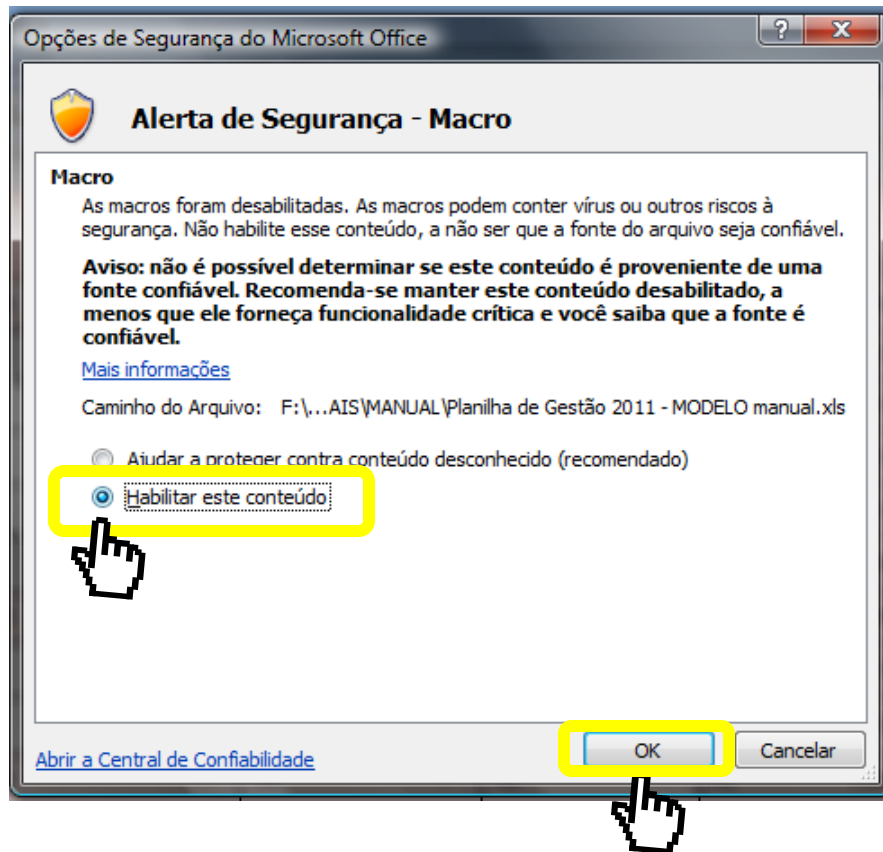 Opções de Segurança do Microsoft Office
Alerta de Segurança - Macro
Macro
As macros foram desabilitadas. As macros podem conter vírus ou outros riscos à
segurança. Não habilite esse conteúdo, a não ser que a fonte do arquivo seja confiável.
Aviso: não é possível determinar se este conteúdo é proveniente de uma
fonte confiável. Recomenda-se manter este conteúdo desabilitado, a
menos que ele forneça funcionalidade crítica e você saiba que a fonte é
confiável.
Mais informações
Caminho do Arquivo: F:\...AIS\MANUAL\Planilha de Gestão 2011 - MODELO manual.xls
Ajudar a proteger contra conteúdo desconhecido (recomendado)
Habilitar este conteúdo
Abrir a Central de Confiabilidade
OK
Cancelar